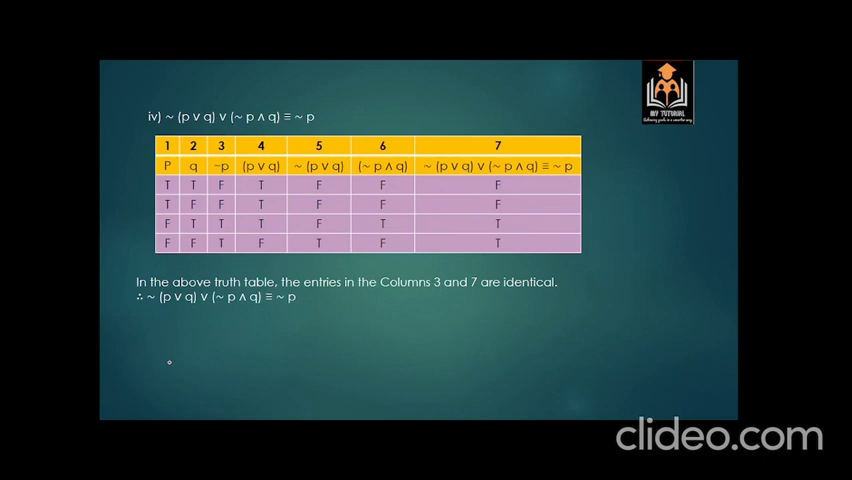 iv) ~ (p ∨ q) ∨ (~ p ∧ q) ≡ ~ p
MY TUTORIAL
1 2 3 4 5 6 7
P q ~p (p ∨ q) ~ (p ∨ q) (~ p ∧ q) ~ (p ∨ q) ∨ (~ p ∧ q) ≡ ~ p
T T F T F F F
T F F T F F F
F T T T F T T
F F T F T F T
In the above truth table, the entries in the Columns 3 and 7 are identical.
∴ ~ (p ∨ q) ∨ (~ p ∧ q) ≡ ~ p
clideo.com